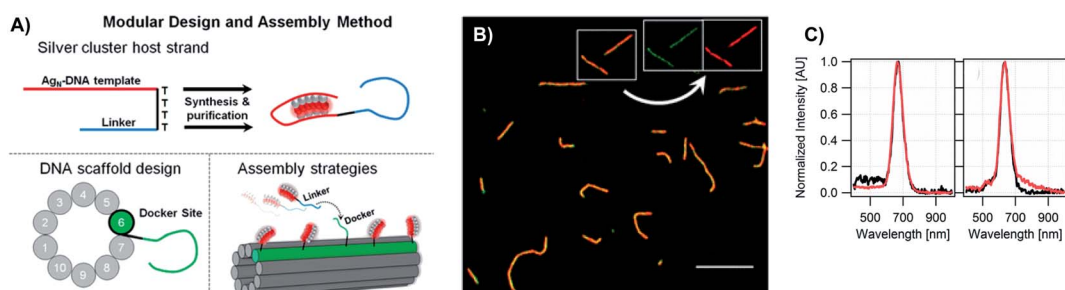 A)
Modular Design and Assembly Method
Silver cluster host strand
AgN-DNA template
T
T
T
T
Linker
Synthesis &
purification
DNA scaffold design
4
3
5
2
6
1
7
10
8
9
Docker Site
Assembly strategies
Linker
Docker
B)
C)
Normalized Intensity [AU]
1.0
0.8
0.6
0.4
0.2
0.0
500 700 900
Wavelength [nm]
500 700 900
Wavelength [nm]